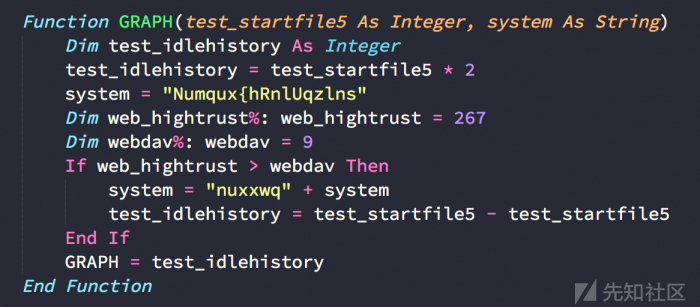 Function GRAPH(test_startfile5 As Integer, system As String)
Dim test_idlehistory As Integer
test_idlehistory = test_startfile5 * 2
system = "Numqux{hRnlUqzlns"
Dim web_hightrust%: web_hightrust = 267
Dim webdav%: webdav = 9
If web_hightrust > webdav Then
system = "nuxxwq" + system
test_idlehistory = test_startfile5 - test_startfile5
End If
GRAPH = test_idlehistory
End Function
先知社区